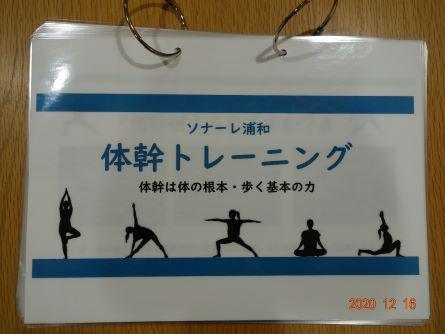 ソナーレ浦和
体幹トレーニング
体幹は体の根本・歩く基本の力
2020 12 16